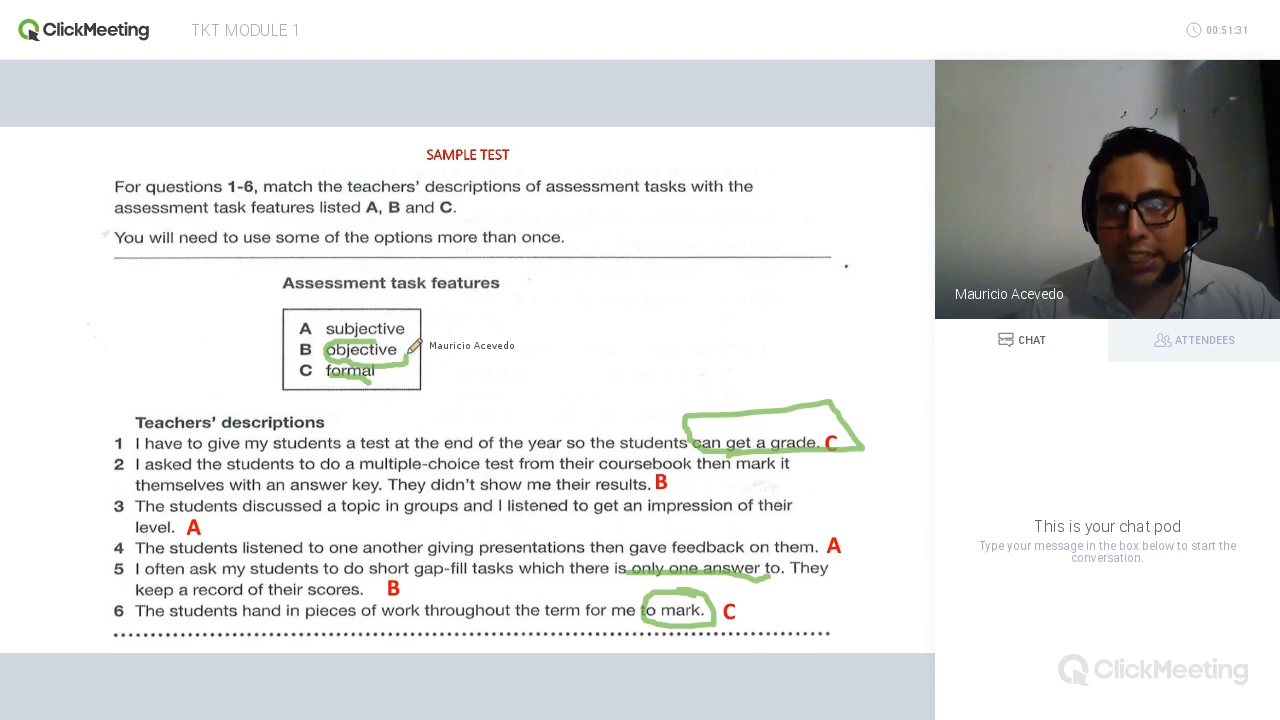 ClickMeeting
TKT MODULE 1
00:51:31
SAMPLE TEST
For questions 1-6, match the teachers' descriptions of assessment tasks with the
assessment task features listed A, B and C.
You will need to use some of the options more than once.
Assessment task features
A subjective
B objective
C formal
Mauricio Acevedo
Teachers' descriptions
1 I have to give my students a test at the end of the year so the students can get a grade. C
2 I asked the students to do a multiple-choice test from their coursebook then mark it
themselves with an answer key. They didn't show me their results. B
3 The students discussed a topic in groups and I listened to get an impression of their
level. A
4 The students listened to one another giving presentations then gave feedback on them. A
5 I often ask my students to do short gap-fill tasks which there is only one answer to. They
keep a record of their scores. B
6 The students hand in pieces of work throughout the term for me to mark. C
Mauricio Acevedo
CHAT
ATTENDEES
This is your chat pod
Type your message in the box below to start the
conversation.
ClickMeeting